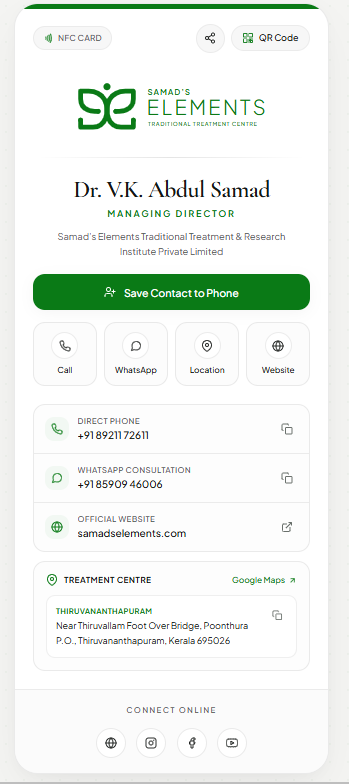 NFC CARD
QR Code
SAMAD'S
ELEMENTS
TRADITIONAL TREATMENT CENTRE
Dr. V.K. Abdul Samad
MANAGING DIRECTOR
Samad's Elements Traditional Treatment & Research
Institute Private Limited
Save Contact to Phone
Call
WhatsApp
Location
Website
DIRECT PHONE
+91 89211 72611
WHATSAPP CONSULTATION
+91 85909 46006
OFFICIAL WEBSITE
samadselements.com
TREATMENT CENTRE
Google Maps
THIRUVANANTHAPURAM
Near Thiruvallam Foot Over Bridge, Poonthura
P.O., Thiruvananthapuram, Kerala 695026
CONNECT ONLINE